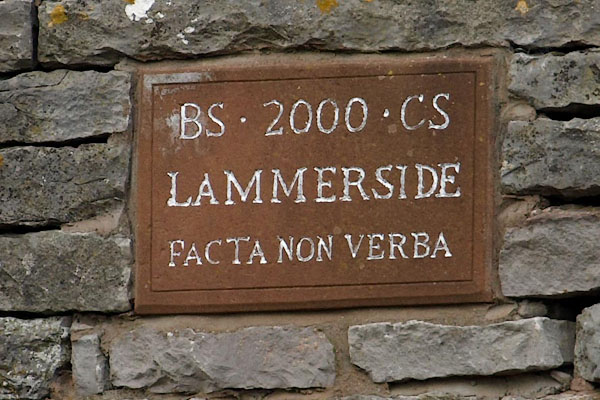 BS · 2000 · CS
LAMMERSIDE
FACTA NON VERBA